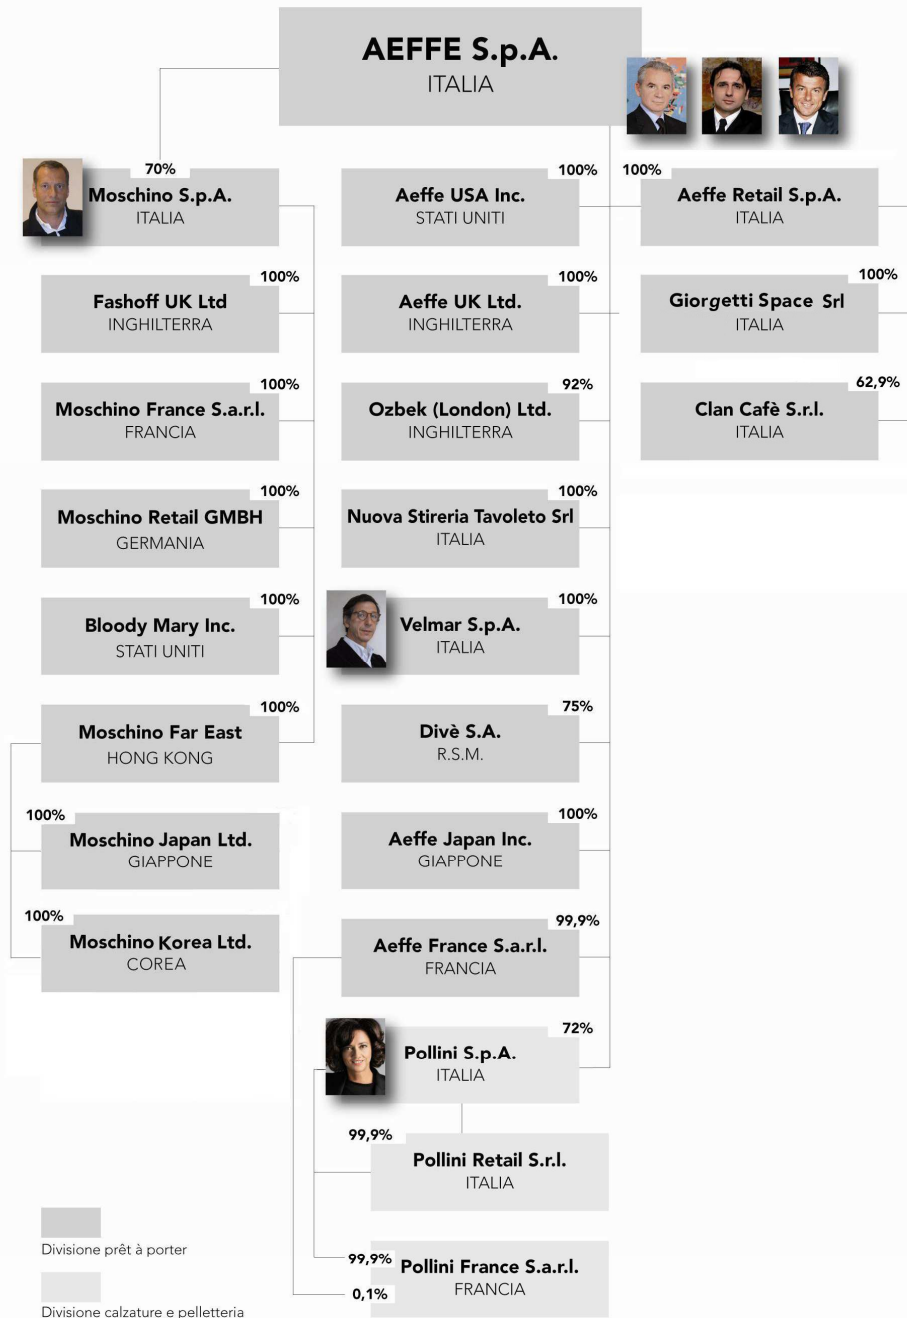 AEFFE S.p.A.
ITALIA
70%
Moschino S.p.A.
ITALIA
100%
Fashoff UK Ltd
INGHILTERRA
100%
Moschino France S.a.r.l.
FRANCIA
100%
Moschino Retail GMBH
GERMANIA
100%
Bloody Mary Inc.
STATI UNITI
100%
Moschino Far East
HONG KONG
100%
Moschino Japan Ltd.
GIAPPONE
100%
Moschino Korea Ltd.
COREA
100%
Aeffe USA Inc.
STATI UNITI
100%
Aeffe UK Ltd.
INGHILTERRA
92%
Ozbek (London) Ltd.
INGHILTERRA
100%
Nuova Stireria Tavoleto Srl
ITALIA
100%
Velmar S.p.A.
ITALIA
75%
Divè S.A.
R.S.M.
100%
Aeffe Japan Inc.
GIAPPONE
99,9%
Aeffe France S.a.r.l.
FRANCIA
72%
Pollini S.p.A.
ITALIA
99,9%
Pollini Retail S.r.l.
ITALIA
99,9%
Pollini France S.a.r.l.
FRANCIA
0,1%
100%
Aeffe Retail S.p.A.
ITALIA
100%
Giorgetti Space Srl
ITALIA
62,9%
Clan Cafè S.r.l.
ITALIA
Divisione prêt à porter
Divisione calzature e pelletteria